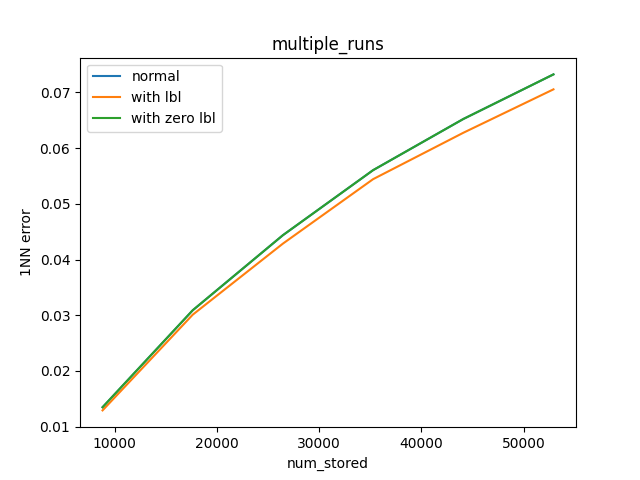 multiple_runs
normal
with lbl
with zero lbl
0.07
0.06
0.05
0.04
0.03
0.02
0.01
1NN error
10000 20000 30000 40000 50000
num_stored